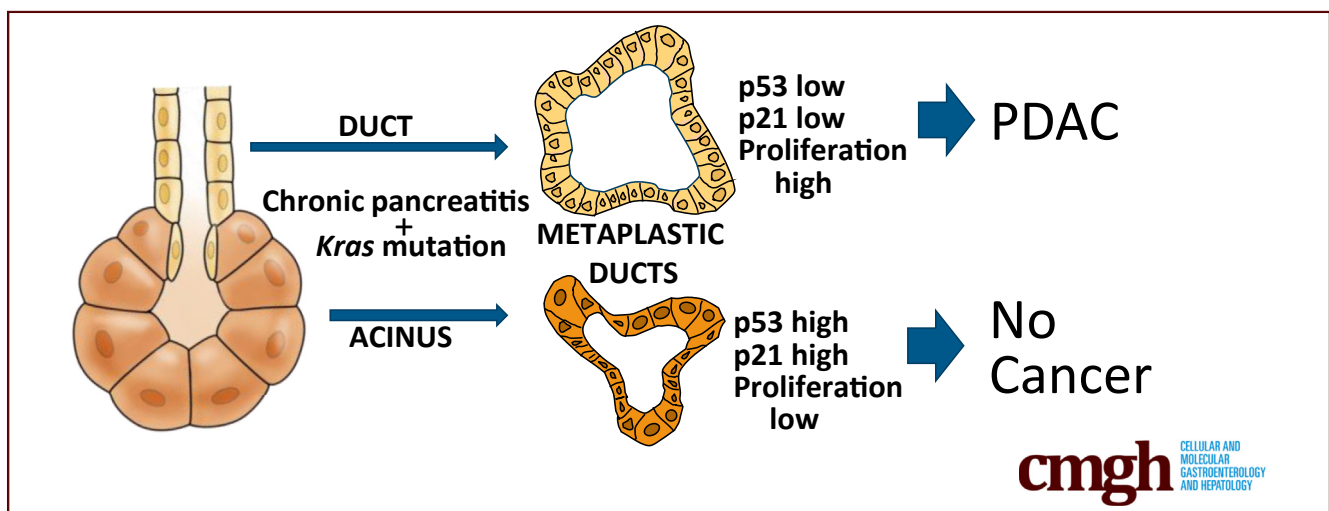 DUCT
Chronic pancreatitis
+
Kras mutation
ACINUS
METAPLASTIC
DUCTS
p53 low
p21 low
Proliferation
high
PDAC
p53 high
p21 high
Proliferation
low
No
Cancer
cmgh
CELLULAR AND
MOLECULAR
GASTROENTEROLOGY
AND HEPATOLOGY